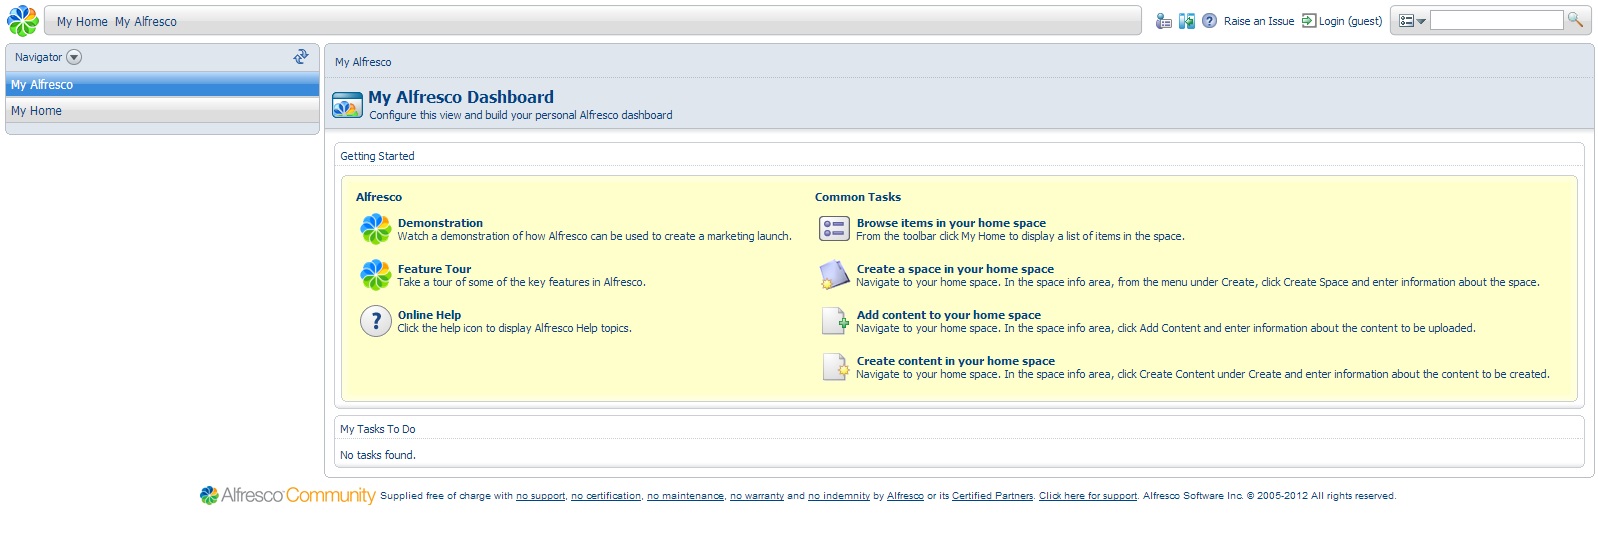 My Home My Alfresco
Raise an Issue Login (guest)
Navigator
My Alfresco
My Home
My Alfresco
My Alfresco Dashboard
Configure this view and build your personal Alfresco dashboard
Getting Started
Alfresco
Demonstration
Watch a demonstration of how Alfresco can be used to create a marketing launch.
Feature Tour
Take a tour of some of the key features in Alfresco.
?
Online Help
Click the help icon to display Alfresco Help topics.
Common Tasks
Browse items in your home space
From the toolbar click My Home to display a list of items in the space.
Create a space in your home space
Navigate to your home space. In the space info area, from the menu under Create, click Create Space and enter information about the space.
Add content to your home space
Navigate to your home space. In the space info area, click Add Content and enter information about the content to be uploaded.
Create content in your home space
Navigate to your home space. In the space info area, click Create Content under Create and enter information about the content to be created.
My Tasks To Do
No tasks found.
Alfresco Community Supplied free of charge with no support, no certification, no maintenance, no warranty and no indemnity by Alfresco or its Certified Partners. Click here for support. Alfresco Software Inc. © 2005-2012 All rights reserved.